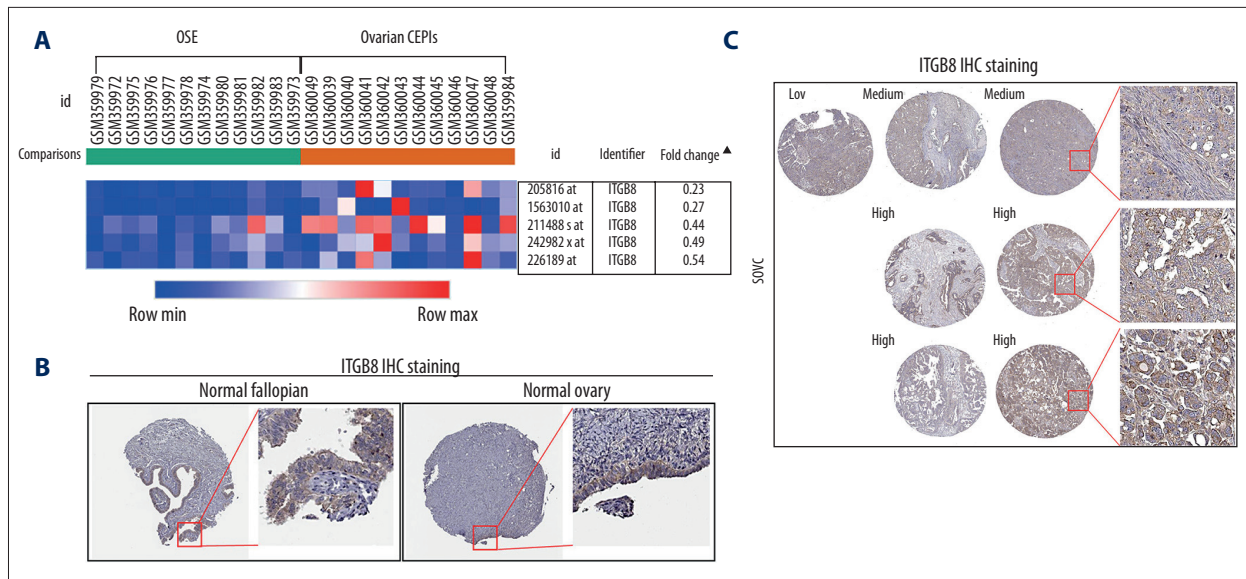 A
OSE
Ovarian CEPIs
id
GSM359979
GSM359972
GSM359975
GSM359976
GSM359977
GSM359978
GSM359974
GSM359980
GSM359981
GSM359982
GSM359983
GSM359973
GSM360049
GSM360039
GSM360040
GSM360041
GSM360042
GSM360043
GSM360044
GSM360045
GSM360046
GSM360047
GSM360048
GSM359984
Comparisons
id Identifier Fold change ▲
205816 at ITGB8 0.23
1563010 at ITGB8 0.27
211488 s at ITGB8 0.44
242982 x at ITGB8 0.49
226189 at ITGB8 0.54
Row min Row max
B
ITGB8 IHC staining
Normal fallopian Normal ovary
C
ITGB8 IHC staining
Lov Medium Medium
High High
High High
SOVC